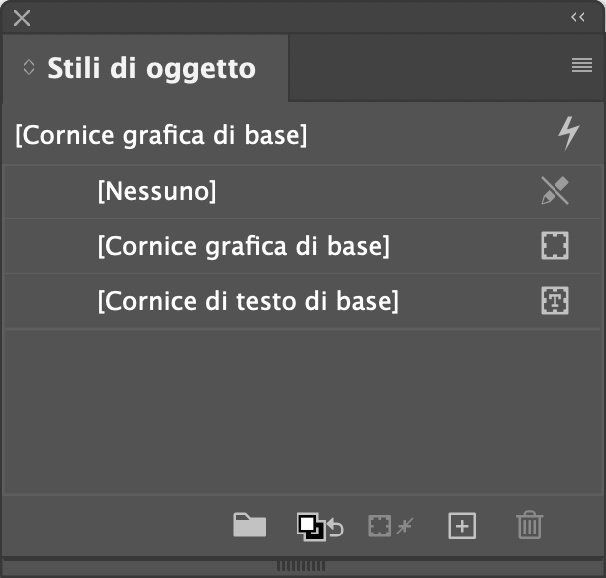 Stili di oggetto
[Cornice grafica di base]
[Nessuno]
[Cornice grafica di base]
[Cornice di testo di base]